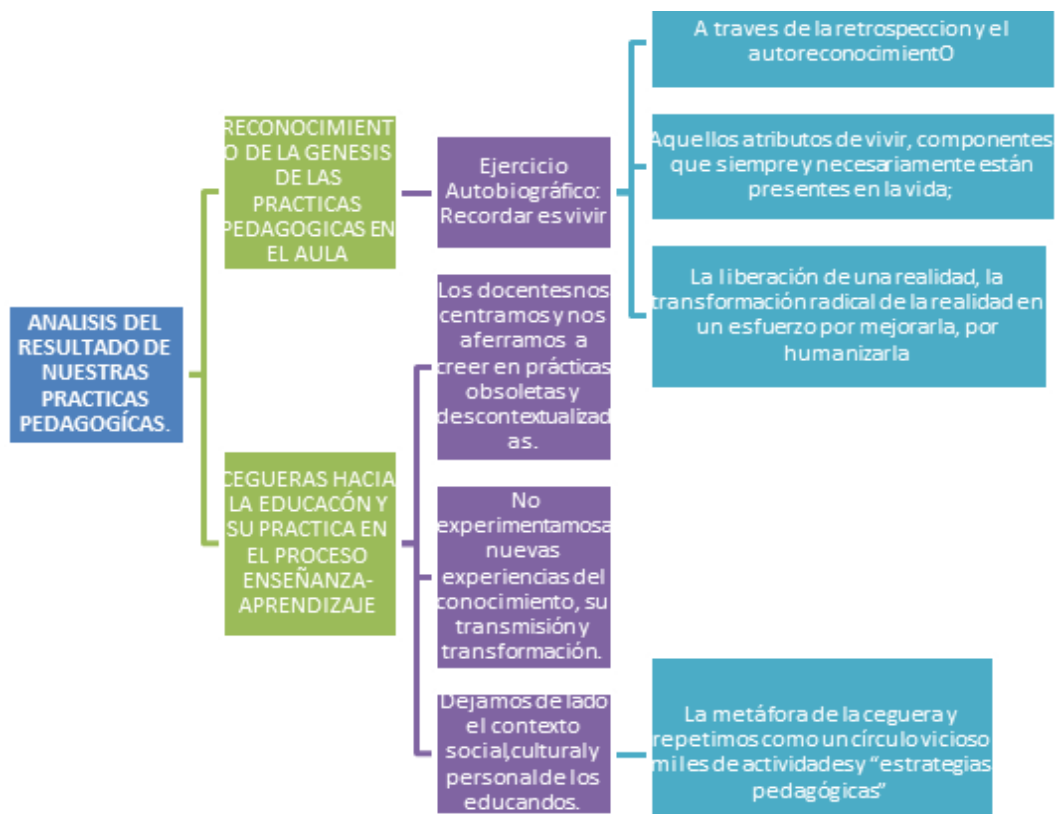 ANALISIS DEL
RESULTADO DE
NUESTRAS
PRACTICAS
PEDAGOGÍCAS.
RECONOCIMIENT
O DE LA GENESIS
DE LAS
PRACTICAS
PEDAGOGICAS EN
EL AULA
Ejercicio
Autobiográfico:
Recordar es vivir
A traves de la retrospeccion y el
autoreconocimientO
Aquellos atributos de vivir, componentes
que siempre y necesariamente están
presentes en la vida;
La liberación de una realidad, la
transformación radical de la realidad en
un esfuerzo por mejorarla, por
humanizarla
CEGUERAS HACIA
LA EDUCACÓN Y
SU PRACTICA EN
EL PROCESO
ENSEÑANZA-
APRENDIZAJE
Los docentes nos
centramos y nos
aferramos a
creer en prácticas
obsoletas y
descontextualizad
as.
No
experimentamos a
nuevas
experiencias del
conocimiento, su
transmisión y
transformación.
Dejamos de lado
el contexto
social,cultural y
personal de los
educandos.
La metáfora de la ceguera y
repetimos como un círculo vicioso
miles de actividades y “estrategias
pedagógicas”